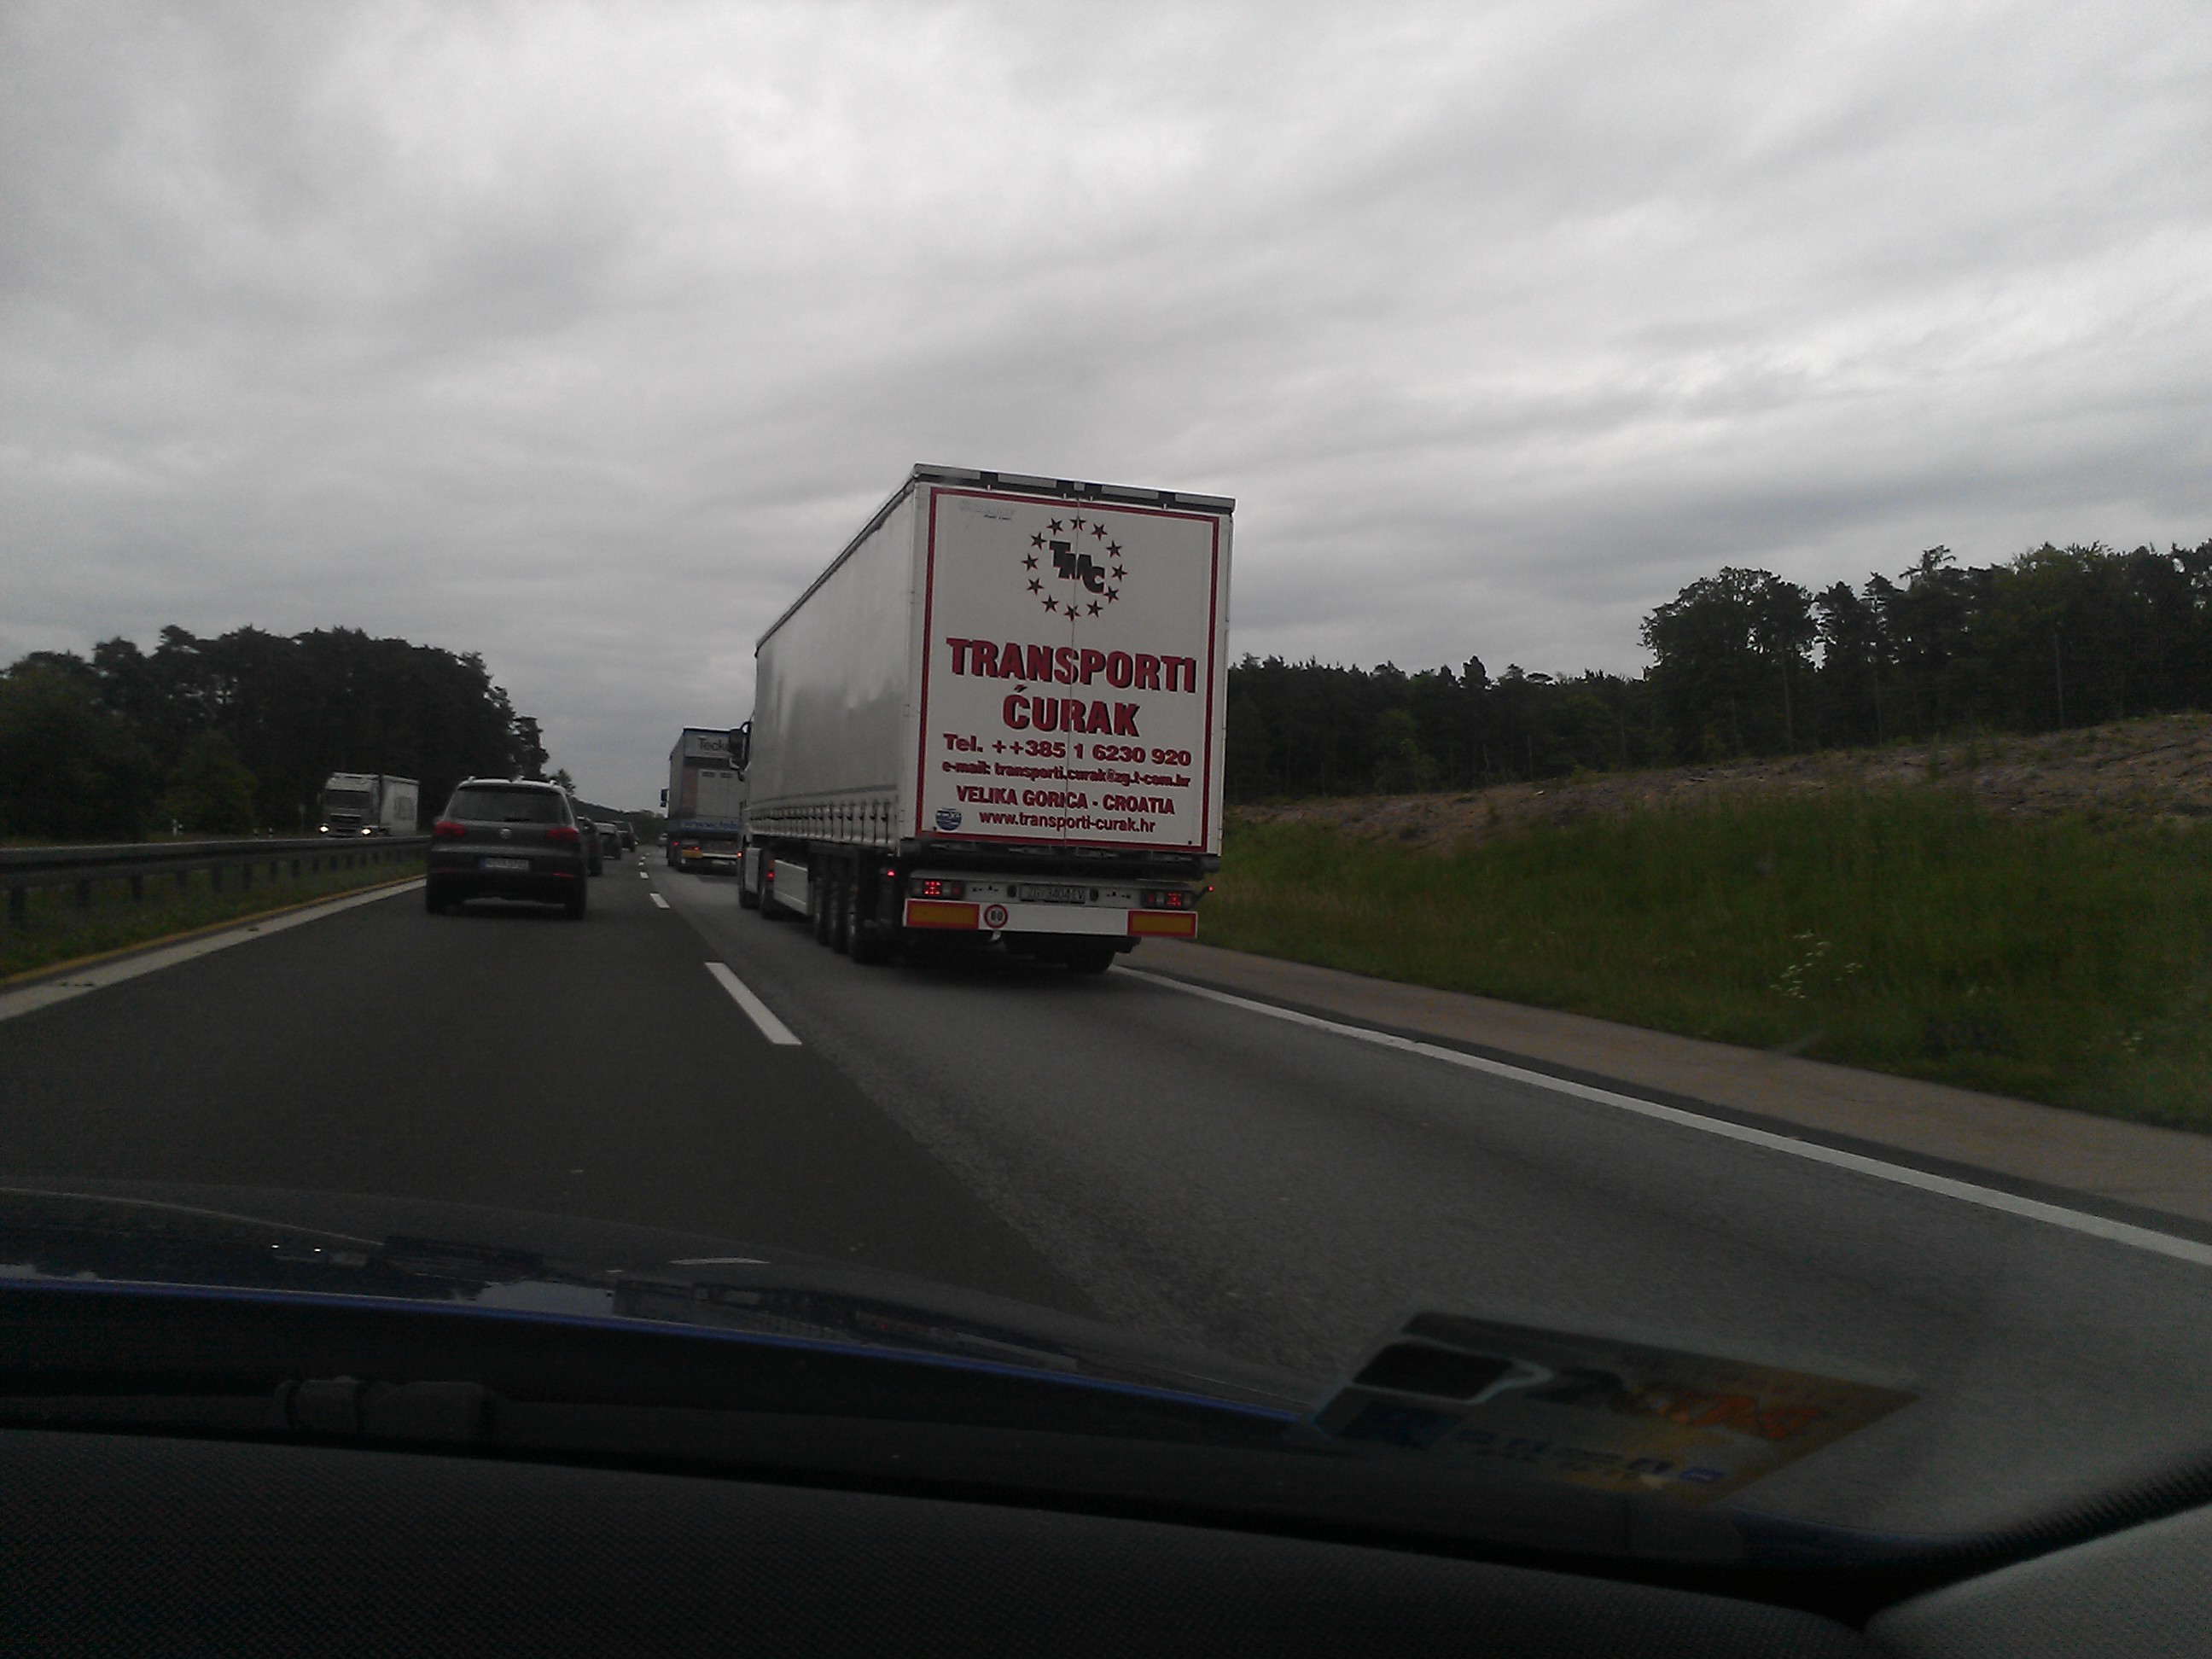 TMC
TRANSPORTI
ĆURAK
Tel. ++385 1 6230 920
e-mail: transporti.curak@zg.t-com.hr
VELIKA GORICA - CROATIA
www.transporti-curak.hr
80